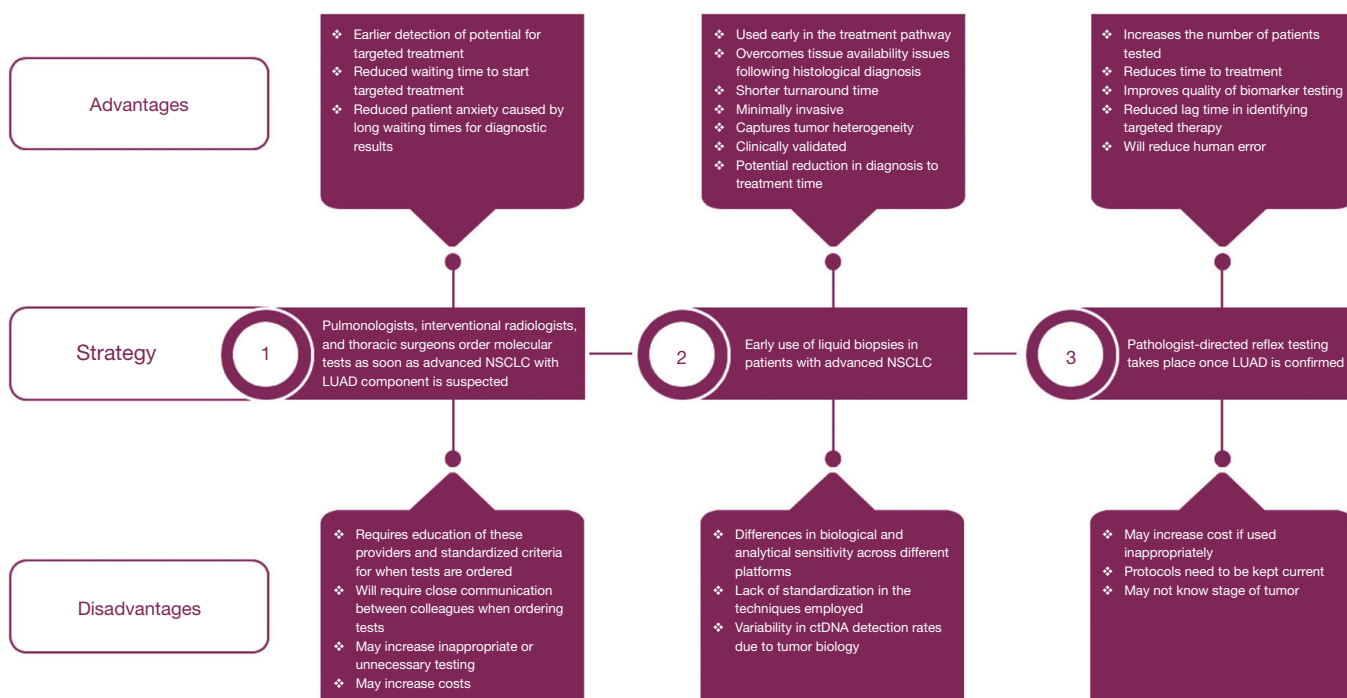 Advantages
❖ Earlier detection of potential for
targeted treatment
❖ Reduced waiting time to start
targeted treatment
❖ Reduced patient anxiety caused by
long waiting times for diagnostic
results
❖ Used early in the treatment pathway
❖ Overcomes tissue availability issues
following histological diagnosis
❖ Shorter turnaround time
❖ Minimally invasive
❖ Captures tumor heterogeneity
❖ Clinically validated
❖ Potential reduction in diagnosis to
treatment time
❖ Increases the number of patients
tested
❖ Reduces time to treatment
❖ Improves quality of biomarker testing
❖ Reduced lag time in identifying
targeted therapy
❖ Will reduce human error
Strategy
1
Pulmonologists, interventional radiologists,
and thoracic surgeons order molecular
tests as soon as advanced NSCLC with
LUAD component is suspected
2
Early use of liquid biopsies in
patients with advanced NSCLC
3
Pathologist-directed reflex testing
takes place once LUAD is confirmed
Disadvantages
❖ Requires education of these
providers and standardized criteria
for when tests are ordered
❖ Will require close communication
between colleagues when ordering
tests
❖ May increase inappropriate or
unnecessary testing
❖ May increase costs
❖ Differences in biological and
analytical sensitivity across different
platforms
❖ Lack of standardization in the
techniques employed
❖ Variability in ctDNA detection rates
due to tumor biology
❖ May increase cost if used
inappropriately
❖ Protocols need to be kept current
❖ May not know stage of tumor